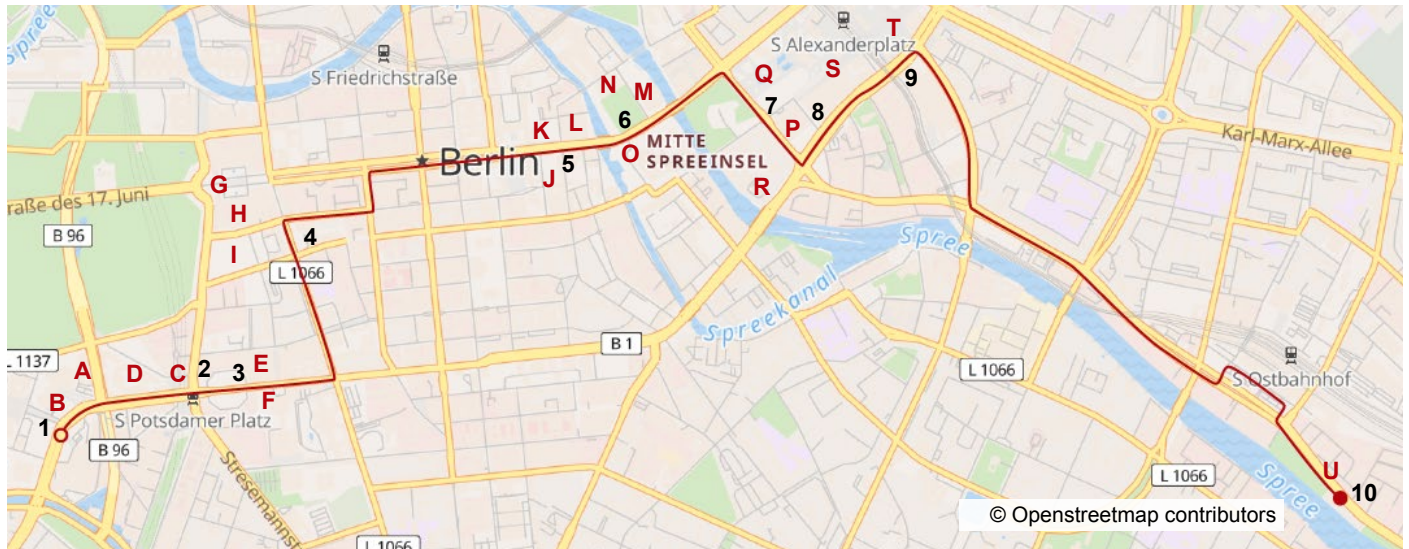 Spree
T
S Alexanderplatz
S Friedrichstraße
Q
S
9
N
M
7
8
6
K
L
P
Karl-Marx-Allee
O
MITTE
SPREEINSEL
Berlin
5
J
G
R
raße des 17. Juni
H
B 96
4
Spree
I
L 1066
Spreekanal
B 1
L 1137
A
D
C
2
3
E
L 1066
S Ostbahnhof
B
F
1
S Potsdamer Platz
B 96
Stresemannstr
L 1066
U
10
Spree
© Openstreetmap contributors
L 1066